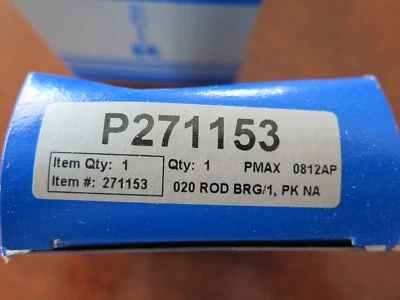 P271153
Item Qty: 1 Qty: 1 PMAX 0812AP
Item #: 271153 020 ROD BRG/1, PK NA